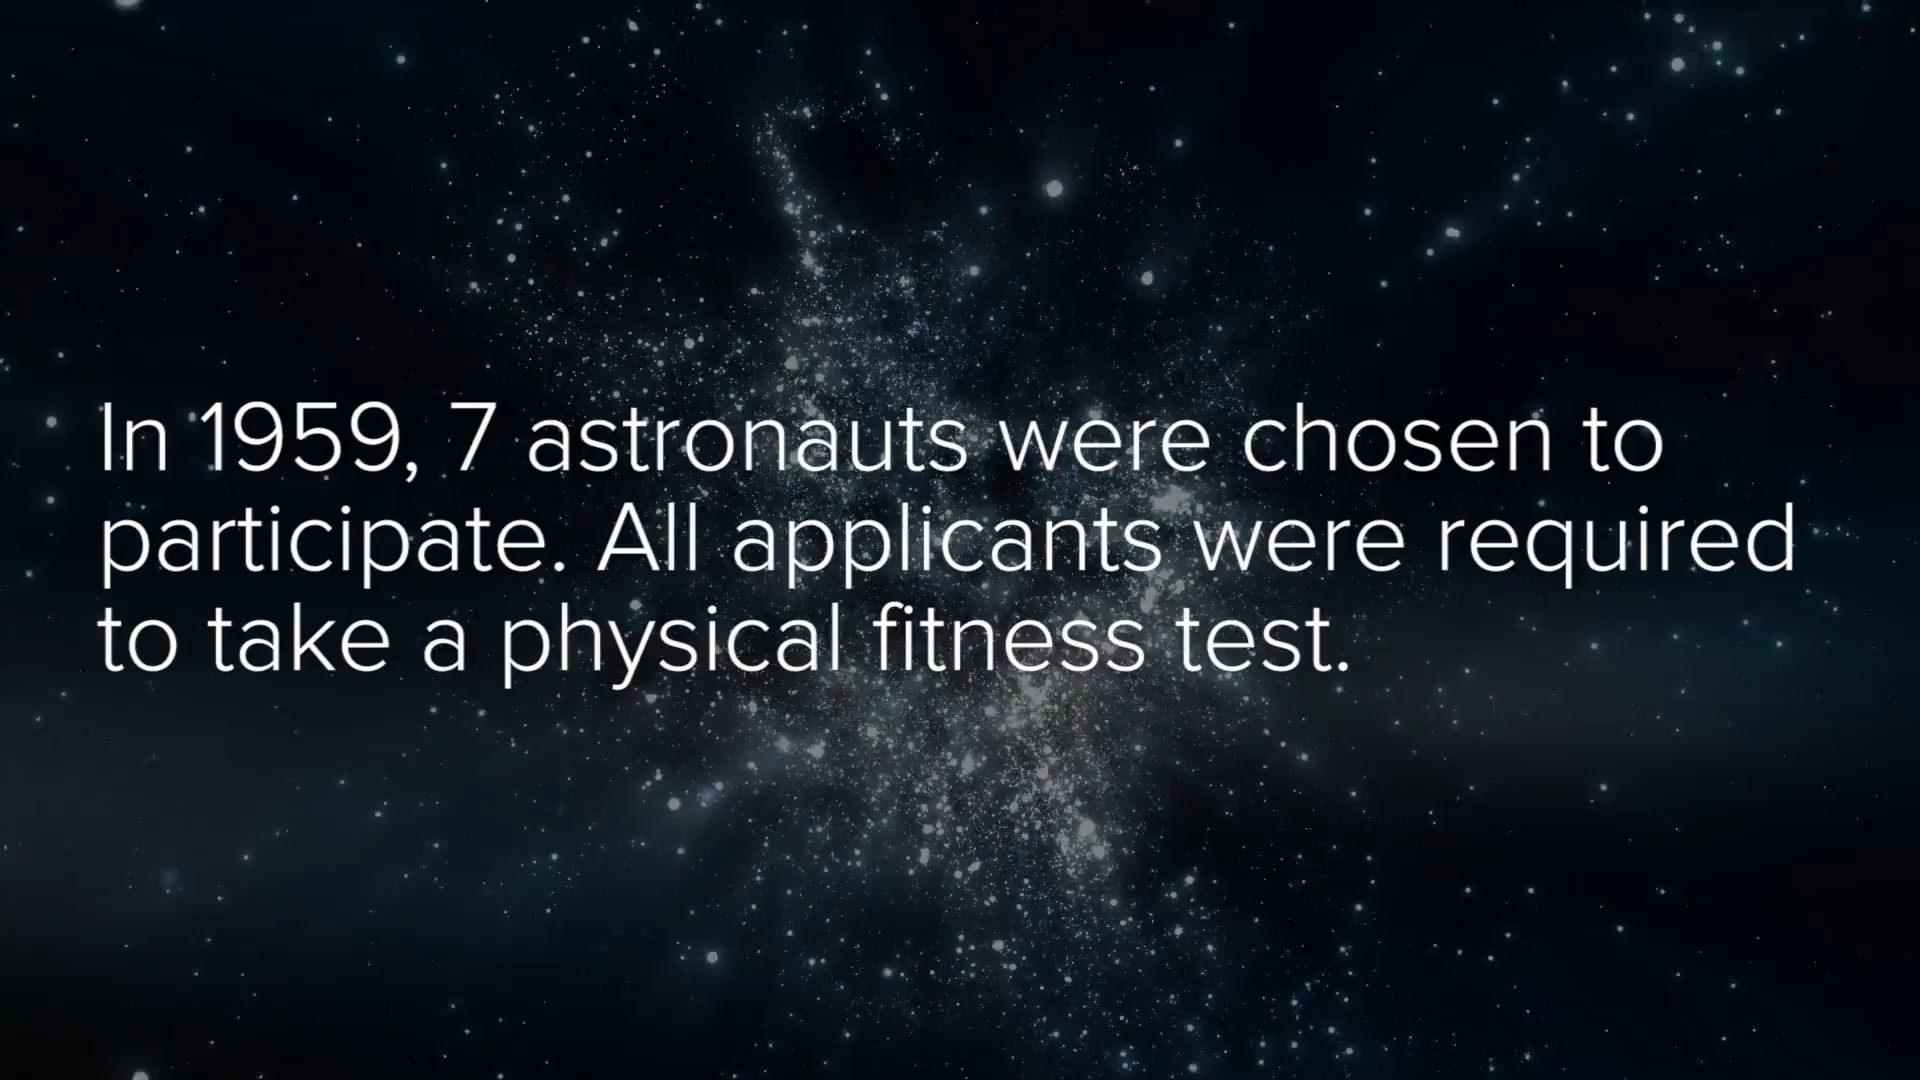 In 1959, 7 astronauts were chosen to
participate. All applicants were required
to take a physical fitness test.